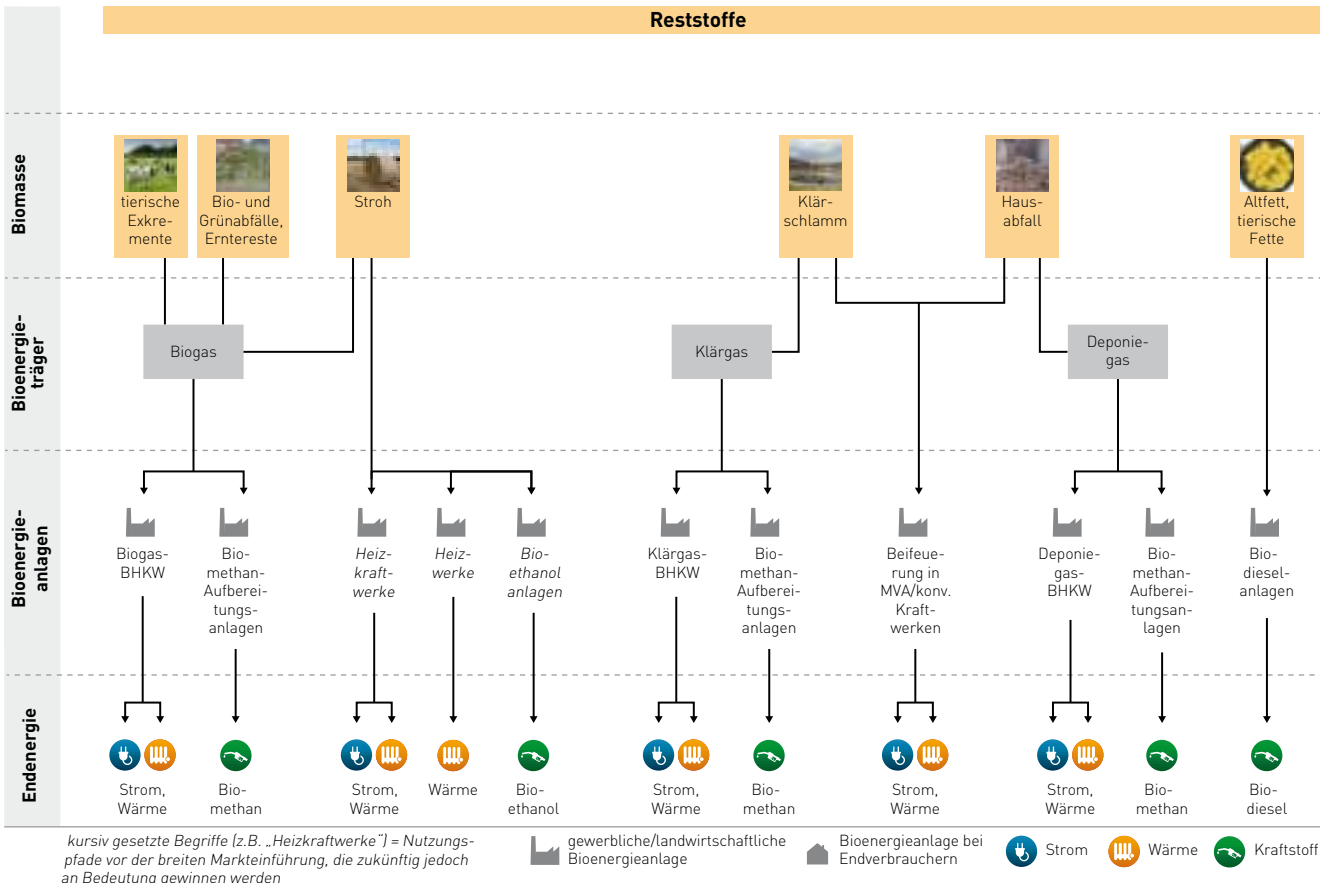 Reststoffe
Biomasse
tierische
Exkre-
mente
Bio- und
Grünabfälle,
Erntereste
Stroh
Klär-
schlamm
Haus-
abfall
Altfett,
tierische
Fette
Bioenergie-
träger
Biogas
Klärgas
Deponie-
gas
Bioenergie-
anlagen
Biogas-
BHKW
Bio-
methan-
Aufberei-
tungs-
anlagen
Heiz-
kraft-
werke
Heiz-
werke
Bio-
ethanol
anlagen
Klärgas-
BHKW
Bio-
methan-
Aufberei-
tungs-
anlagen
Beifeue-
rung in
MVA/konv.
Kraft-
werken
Deponie-
gas-
BHKW
Bio-
methan-
Aufberei-
tungsan-
lagen
Bio-
diesel-
anlagen
Endenergie
Strom,
Wärme
Bio-
methan
Strom,
Wärme
Wärme
Bio-
ethanol
Strom,
Wärme
Bio-
methan
Strom,
Wärme
Strom,
Wärme
Bio-
methan
Bio-
diesel
kursiv gesetzte Begriffe (z.B. „Heizkraftwerke“) = Nutzungs-
pfade vor der breiten Markteinführung, die zukünftig jedoch
an Bedeutung gewinnen werden
gewerbliche/landwirtschaftliche
Bioenergieanlage
Bioenergieanlage bei
Endverbrauchern
Strom
Wärme
Kraftstoff